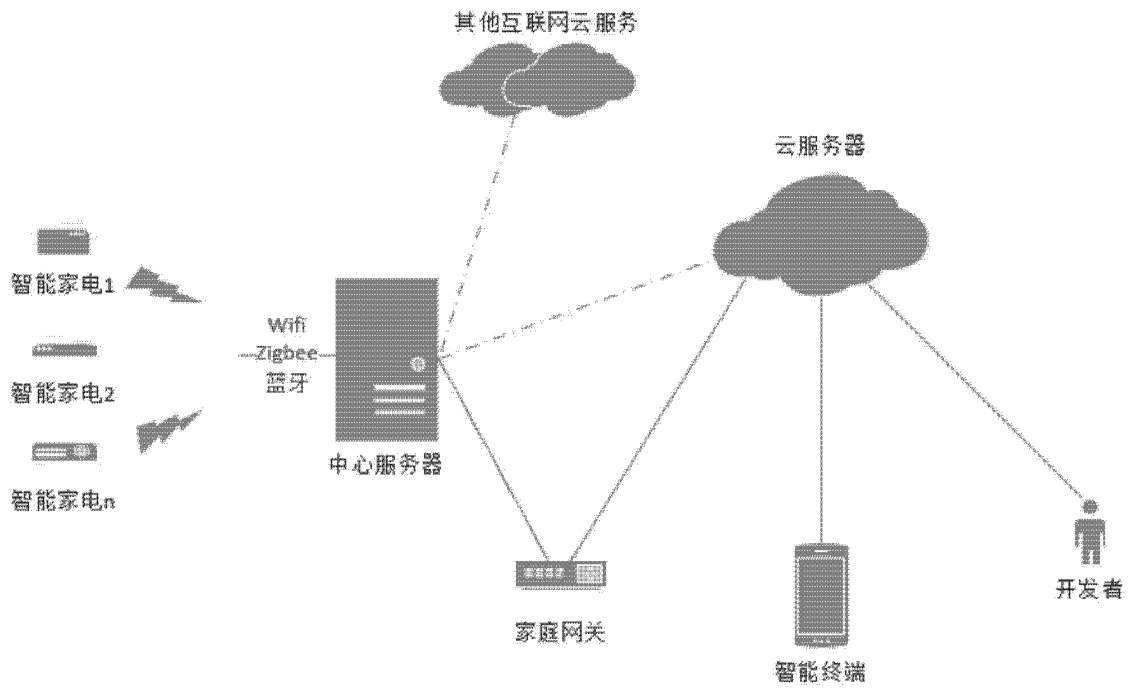 其他互联网云服务
云服务器
智能家电1
Wifi
Zigbee
蓝牙
智能家电2
中心服务器
智能家电n
开发者
家庭网关
智能终端